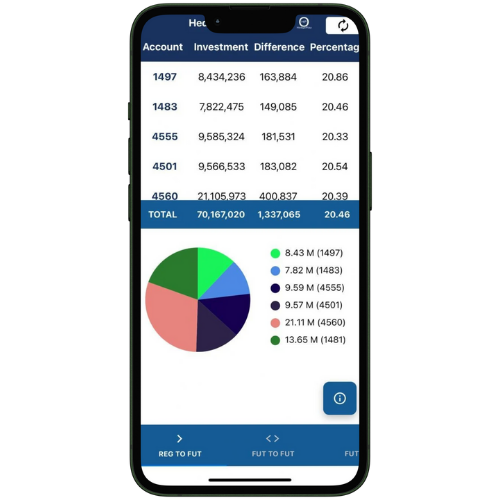 Hec
Account Investment Difference Percentag
1497 8,434,236 163,884 20.86
1483 7,822,475 149,085 20.46
4555 9,585,324 181,531 20.33
4501 9,566,533 183,082 20.54
4560 21,105,973 400,837 20.39
TOTAL 70,167,020 1,337,065 20.46
8.43 M (1497)
7.82 M (1483)
9.59 M (4555)
9.57 M (4501)
21.11 M (4560)
13.65 M (1481)
REG TO FUT FUT TO FUT FUT